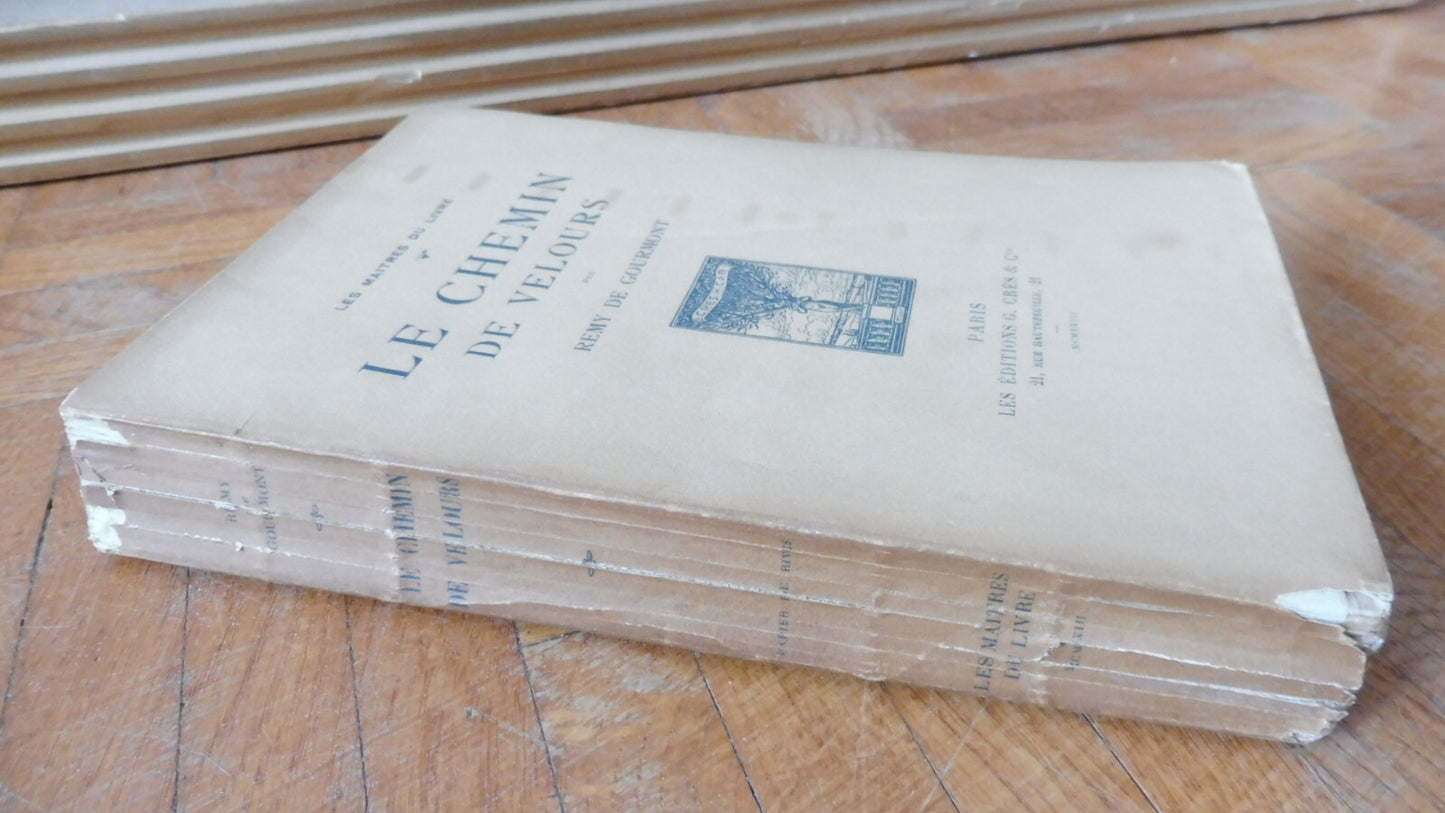 LES MAITRES DU LIVRE
LE CHEMIN
DE VELOURS
PAR
REMY DE GOURMONT
PARIS
LES ÉDITIONS G. CRÈS & Cie
21, RUE HAUTEFEUILLE, 21
REMY
de
GOURMONT
LE CHEMIN
DE VELOURS
PAPIER DE RIVES
LES MAITRES
DU LIVRE